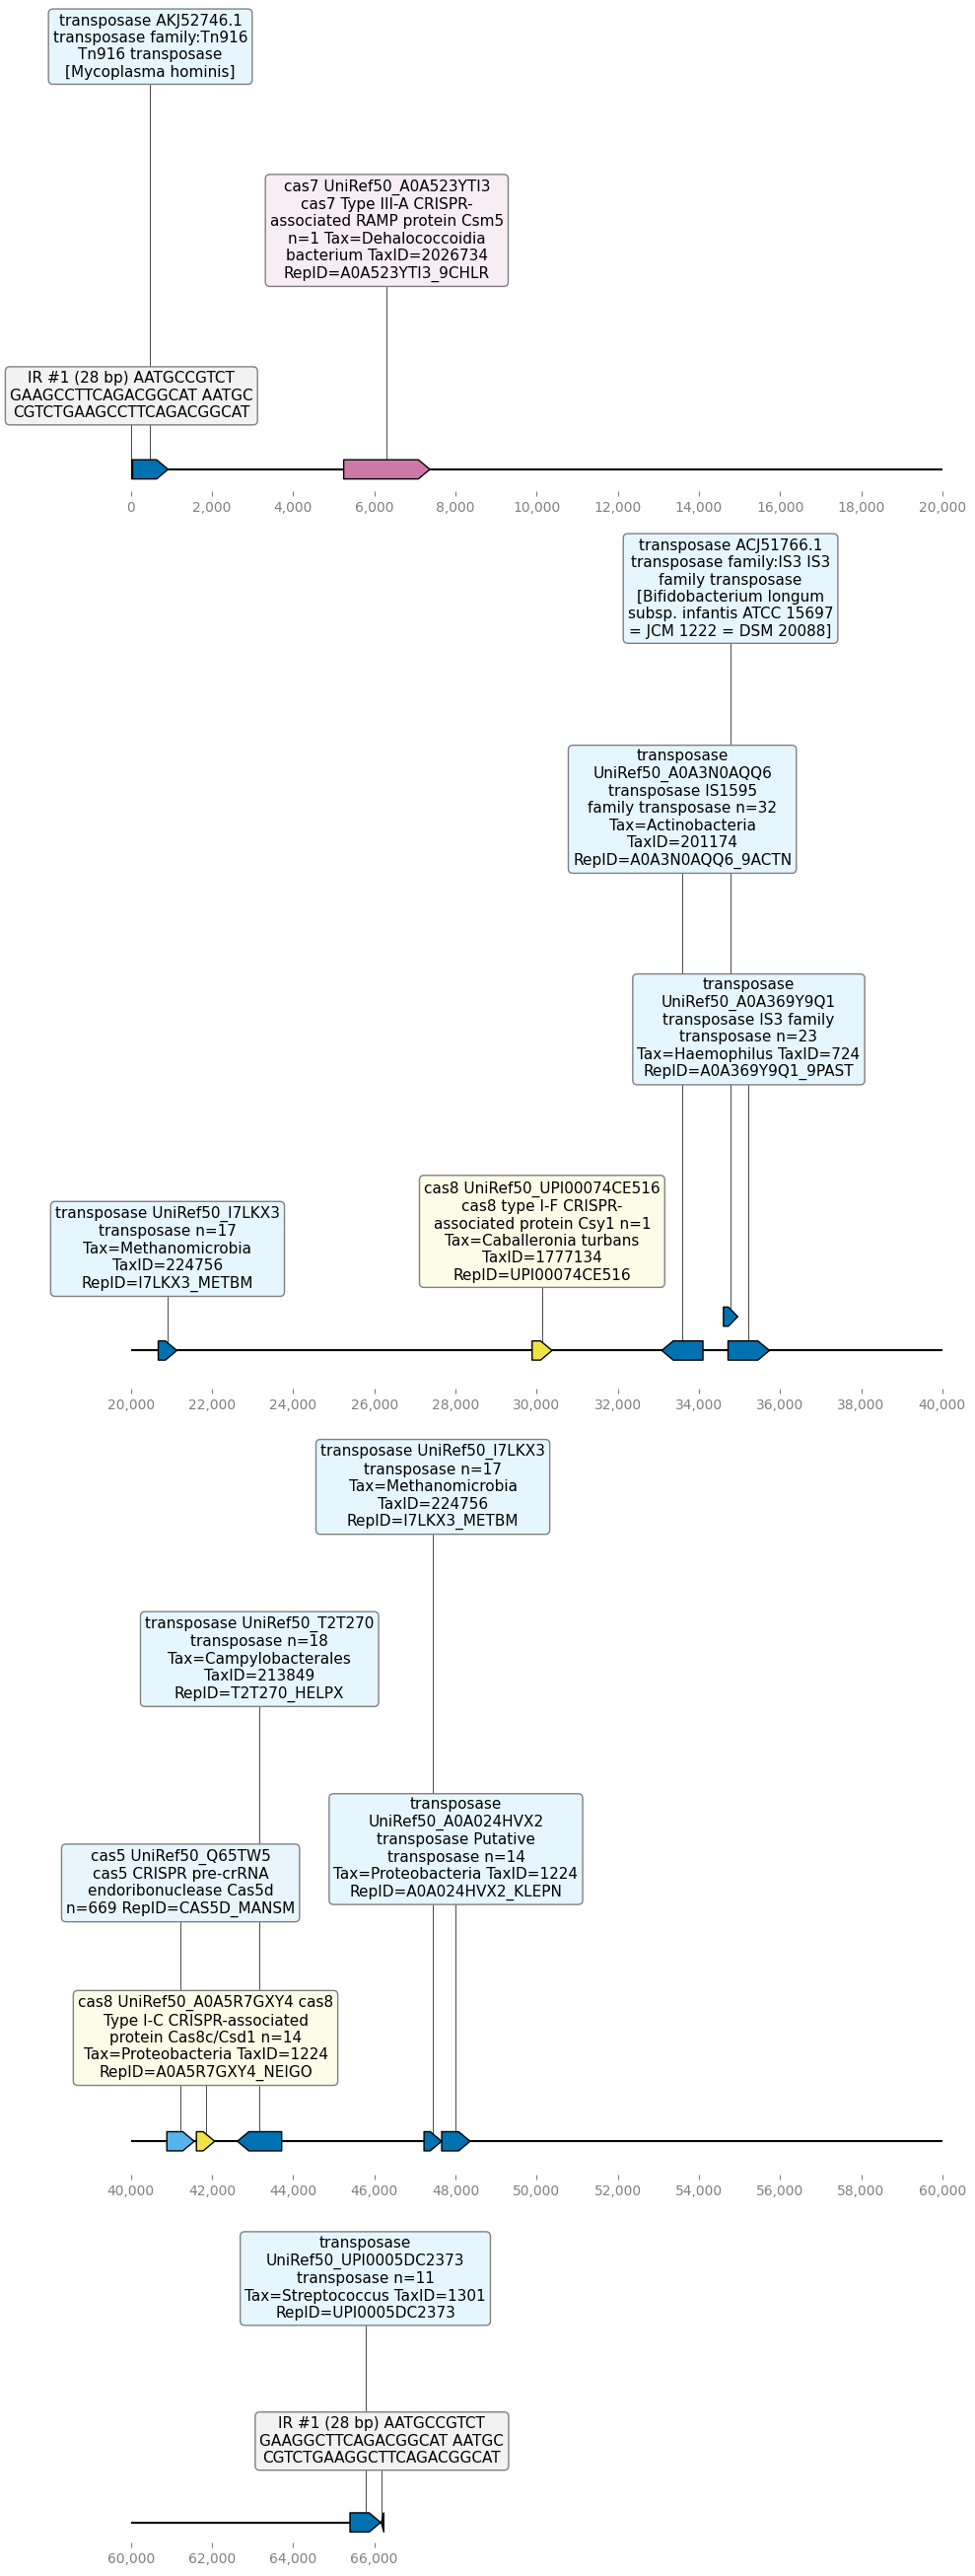 transposase AKJ52746.1
transposase family:Tn916
Tn916 transposase
[Mycoplasma hominis]
cas7 UniRef50_A0A523YTI3
cas7 Type III-A CRISPR-
associated RAMP protein Csm5
n=1 Tax=Dehalococcoidia
bacterium TaxID=2026734
RepID=A0A523YTI3_9CHLR
IR #1 (28 bp) AATGCCGTCT
GAAGCCTTCAGACGGCAT AATGC
CGTCTGAAGCCTTCAGACGGCAT
0 2,000 4,000 6,000 8,000 10,000 12,000 14,000 16,000 18,000 20,000
transposase ACJ51766.1
transposase family:IS3 IS3
family transposase
[Bifidobacterium longum
subsp. infantis ATCC 15697
= JCM 1222 = DSM 20088]
transposase
UniRef50_A0A3N0AQQ6
transposase IS1595
family transposase n=32
Tax=Actinobacteria
TaxID=201174
RepID=A0A3N0AQQ6_9ACTN
transposase
UniRef50_A0A369Y9Q1
transposase IS3 family
transposase n=23
Tax=Haemophilus TaxID=724
RepID=A0A369Y9Q1_9PAST
cas8 UniRef50_UPI00074CE516
cas8 type I-F CRISPR-
associated protein Csy1 n=1
Tax=Caballeronia turbans
TaxID=1777134
RepID=UPI00074CE516
transposase UniRef50_I7LKX3
transposase n=17
Tax=Methanomicrobia
TaxID=224756
RepID=I7LKX3_METBM
20,000 22,000 24,000 26,000 28,000 30,000 32,000 34,000 36,000 38,000 40,000
transposase UniRef50_I7LKX3
transposase n=17
Tax=Methanomicrobia
TaxID=224756
RepID=I7LKX3_METBM
transposase UniRef50_T2T270
transposase n=18
Tax=Campylobacterales
TaxID=213849
RepID=T2T270_HELPX
transposase
UniRef50_A0A024HVX2
transposase Putative
transposase n=14
Tax=Proteobacteria TaxID=1224
RepID=A0A024HVX2_KLEPN
cas5 UniRef50_Q65TW5
cas5 CRISPR pre-crRNA
endoribonuclease Cas5d
n=669 RepID=CAS5D_MANSM
cas8 UniRef50_A0A5R7GXY4 cas8
Type I-C CRISPR-associated
protein Cas8c/Csd1 n=14
Tax=Proteobacteria TaxID=1224
RepID=A0A5R7GXY4_NEIGO
40,000 42,000 44,000 46,000 48,000 50,000 52,000 54,000 56,000 58,000 60,000
transposase
UniRef50_UPI0005DC2373
transposase n=11
Tax=Streptococcus TaxID=1301
RepID=UPI0005DC2373
IR #1 (28 bp) AATGCCGTCT
GAAGGCTTCAGACGGCAT AATGC
CGTCTGAAGGCTTCAGACGGCAT
60,000 62,000 64,000 66,000